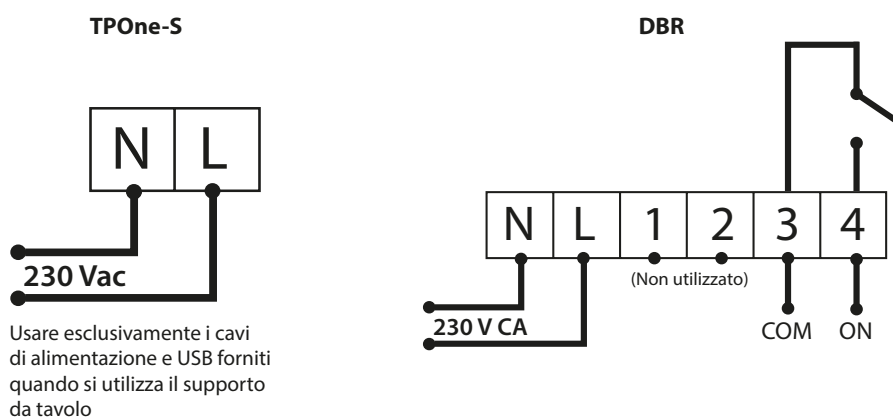 TPOne-S
N L
230 Vac
Usare esclusivamente i cavi
di alimentazione e USB forniti
quando si utilizza il supporto
da tavolo
DBR
N L 1 2 3 4
(Non utilizzato)
230 V CA
COM ON